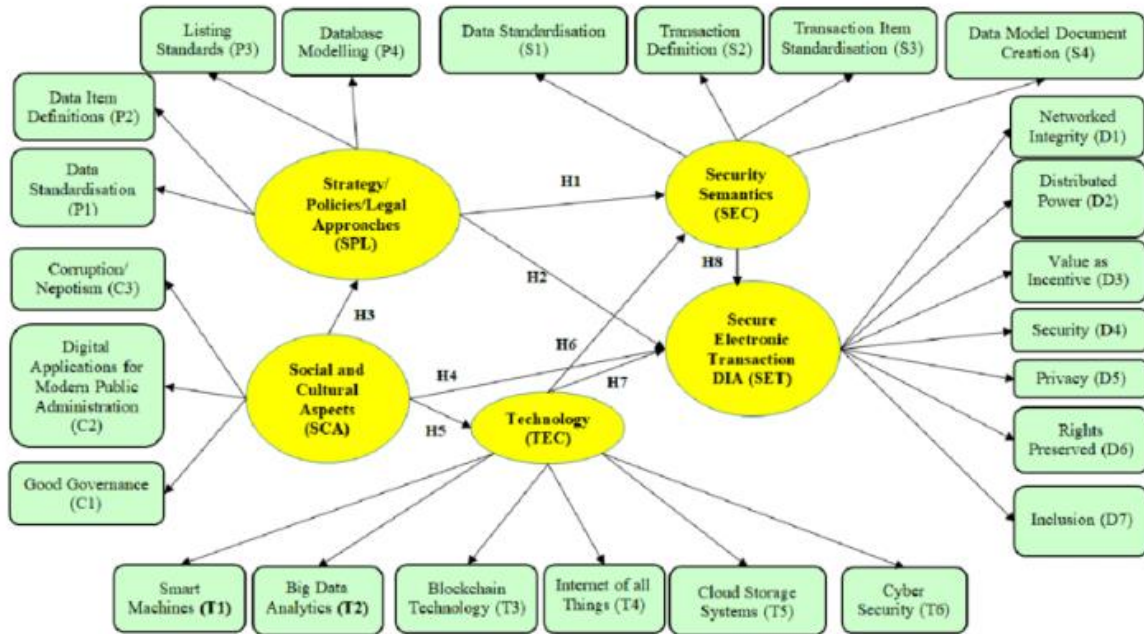 Listing
Standards (P3)
Database
Modelling (P4)
Data Standardisation
(S1)
Transaction
Definition (S2)
Transaction Item
Standardisation (S3)
Data Model Document
Creation (S4)
Data Item
Definitions (P2)
Data
Standardisation
(P1)
Corruption/
Nepotism (C3)
Digital
Applications for
Modern Public
Administration
(C2)
Good Governance
(C1)
Strategy/
Policies/Legal
Approaches
(SPL)
H1
Security
Semantics
(SEC)
H2
H8
H3
Social and
Cultural
Aspects
(SCA)
H4
H5
H6
H7
Technology
(TEC)
Secure
Electronic
Transaction
DIA (SET)
Networked
Integrity (D1)
Distributed
Power (D2)
Value as
Incentive (D3)
Security (D4)
Privacy (D5)
Rights
Preserved (D6)
Inclusion (D7)
Smart
Machines (T1)
Big Data
Analytics (T2)
Blockchain
Technology (T3)
Internet of all
Things (T4)
Cloud Storage
Systems (T5)
Cyber
Security (T6)